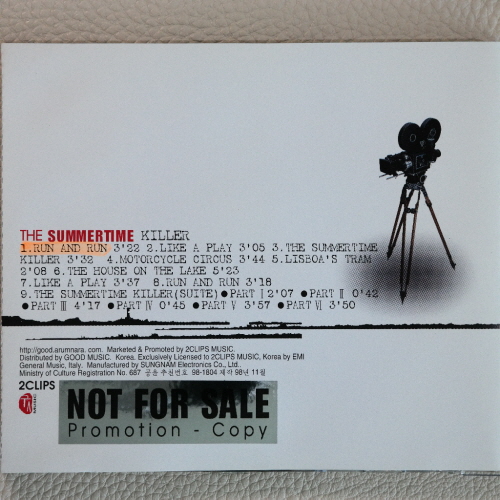 THE SUMMERTIME KILLER
1.RUN AND RUN 3'22 2.LIKE A PLAY 3'05 3.THE SUMMERTIME
KILLER 3'32 4.MOTORCYCLE CIRCUS 3'44 5.LISBOA'S TRAM
2'08 6.THE HOUSE ON THE LAKE 5'23
7.LIKE A PLAY 3'37 8.RUN AND RUN 3'18
9.THE SUMMERTIME KILLER(SUITE) ●PART Ⅰ 2'07 ●PART Ⅱ 0'42
●PART Ⅲ 4'17 ●PART Ⅳ 0'45 ●PART Ⅴ 3'57 ●PART Ⅵ 3'50
http://good.arumnara. com. Marketed & Promoted by 2CLIPS MUSIC.
Distributed by GOOD MUSIC. Korea. Exclusively Licensed to 2CLIPS MUSIC, Korea by EMI
General Music, Italy. Manufactured by SUNGNAM Electronics Co., Ltd.
Ministry of Culture Registration No. 687 공윤 추천번호 98-1804 제작 98년 11월
2CLIPS
NOT FOR SALE
Promotion - Copy